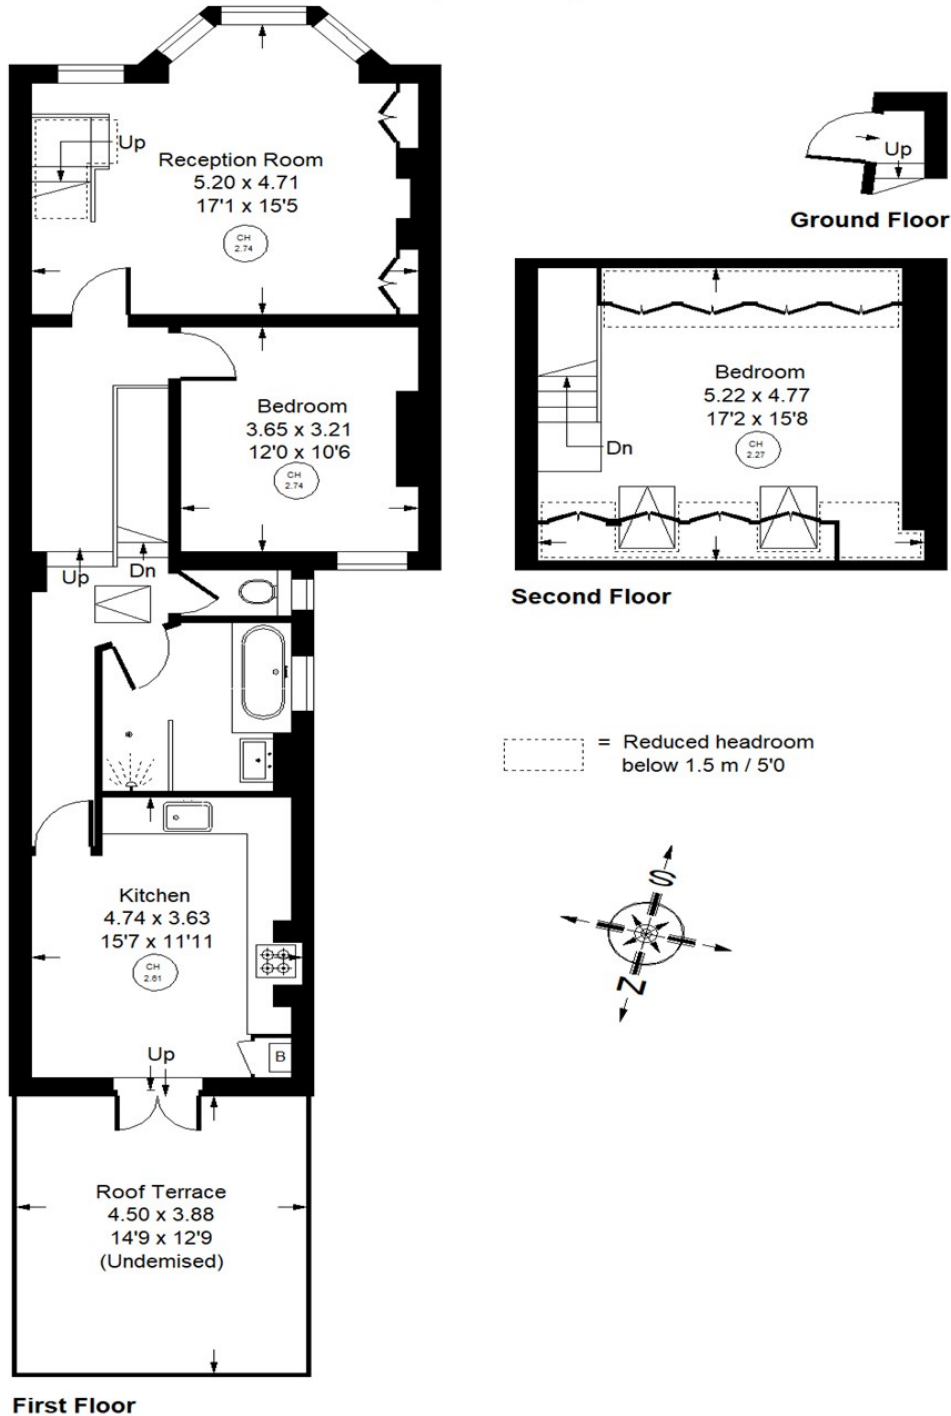 Up
Reception Room
5.20 x 4.71
17'1 x 15'5
CH
2.74
Up
Ground Floor
Bedroom
3.65 x 3.21
12'0 x 10'6
CH
2.74
Up
Dn
Bedroom
5.22 x 4.77
17'2 x 15'8
CH
2.27
Dn
Second Floor
= Reduced headroom
below 1.5 m / 5'0
S
N
Kitchen
4.74 x 3.63
15'7 x 11'11
CH
2.61
Up
B
Roof Terrace
4.50 x 3.88
14'9 x 12'9
(Undemised)
First Floor